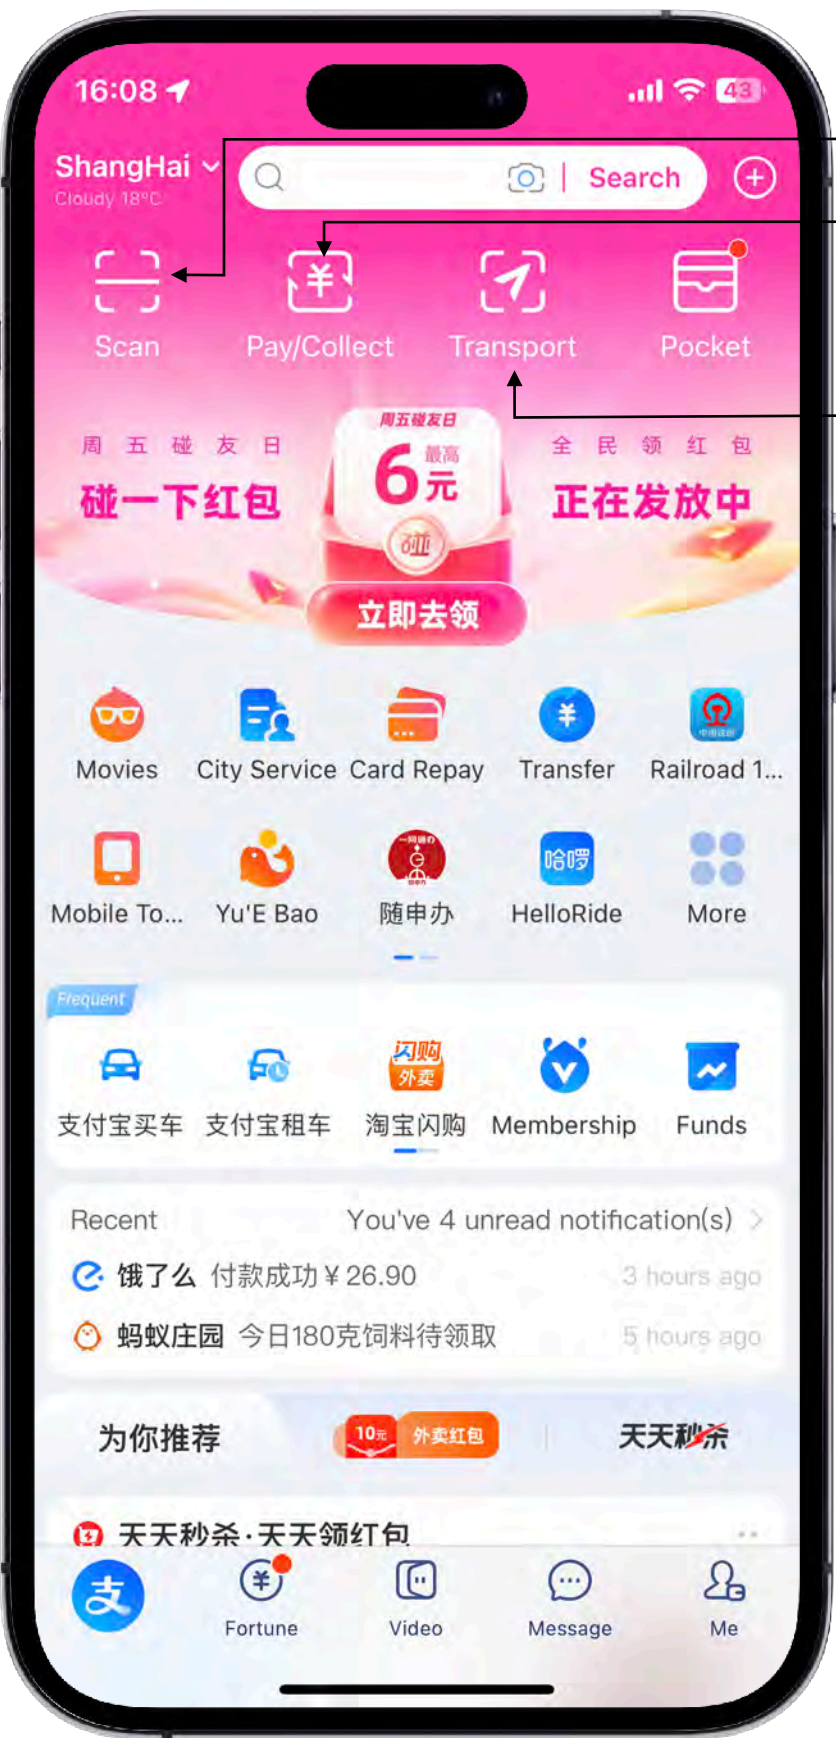 16:08
43
ShangHai
Cloudy 18°C
Search
Scan
Pay/Collect
Transport
Pocket
周五碰友日
周五碰友日
最高
6元
全民领红包
碰一下红包
正在发放中
碰
立即去领
Movies
City Service
Card Repay
Transfer
Railroad 1...
Mobile To...
Yu'E Bao
随申办
哈啰
HelloRide
More
Frequent
支付宝买车
支付宝租车
闪购
外卖
淘宝闪购
Membership
Funds
Recent
You've 4 unread notification(s)
饿了么 付款成功¥26.90
3 hours ago
蚂蚁庄园 今日180克饲料待领取
5 hours ago
为你推荐
10元 外卖红包
天天秒杀
天天秒杀·天天领红包
支
Fortune
Video
Message
Me